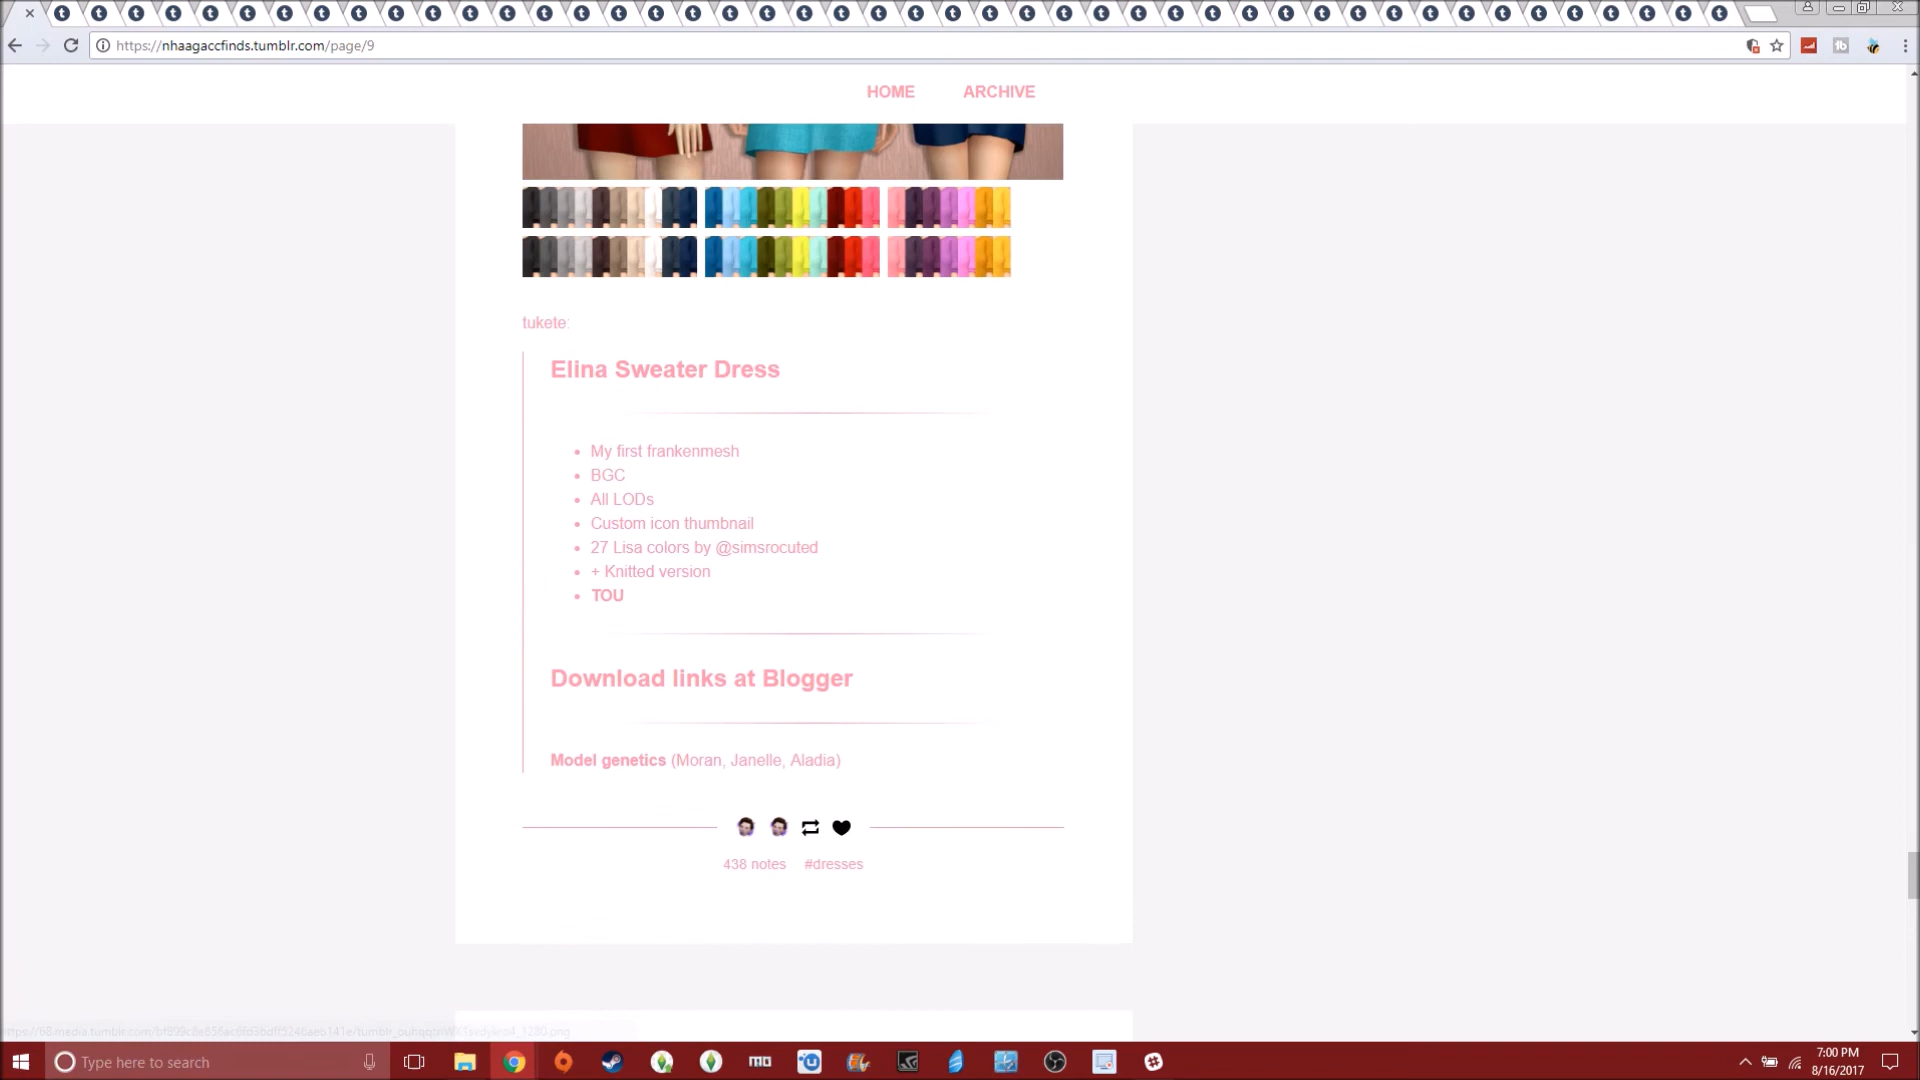 https://nhaagaccfinds.tumblr.com/page/9
HOME ARCHIVE
tukete:
Elina Sweater Dress
My first frankenmesh
BGC
All LODs
Custom icon thumbnail
27 Lisa colors by @simsrocuted
+ Knitted version
TOU
Download links at Blogger
Model genetics (Moran, Janelle, Aladia)
438 notes #dresses
Type here to search
7:00 PM
8/16/2017